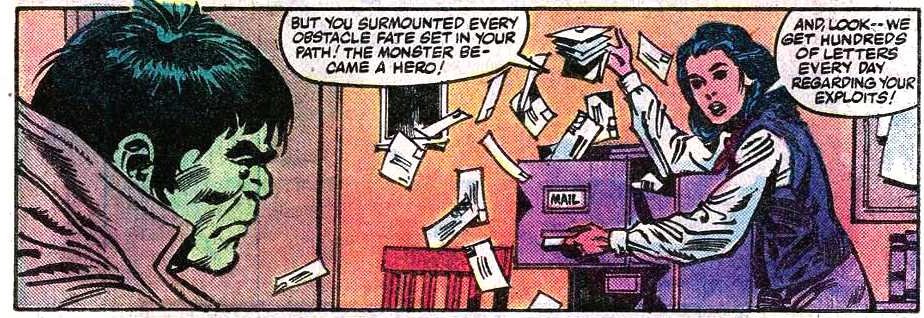 BUT YOU SURMOUNTED EVERY
OBSTACLE FATE SET IN YOUR
PATH! THE MONSTER BE-
CAME A HERO!
AND, LOOK--WE
GET HUNDREDS
OF LETTERS
EVERY DAY
REGARDING YOUR
EXPLOITS!
MAIL